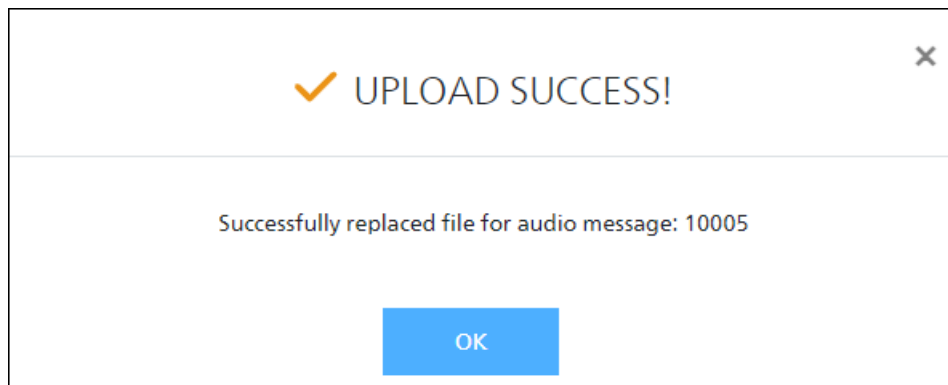 UPLOAD SUCCESS!
Successfully replaced file for audio message: 10005
OK